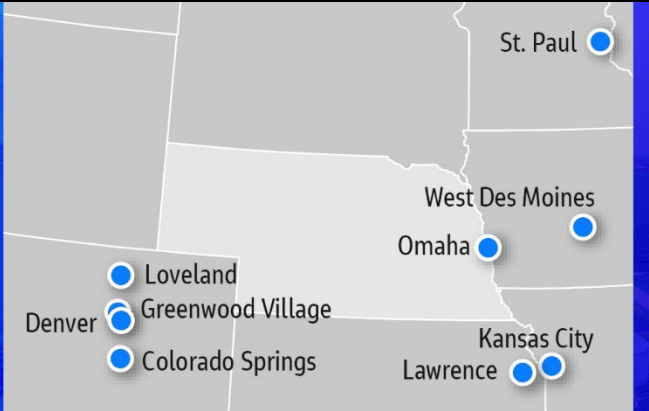 St. Paul
West Des Moines
Omaha
Loveland
Greenwood Village
Denver
Colorado Springs
Kansas City
Lawrence